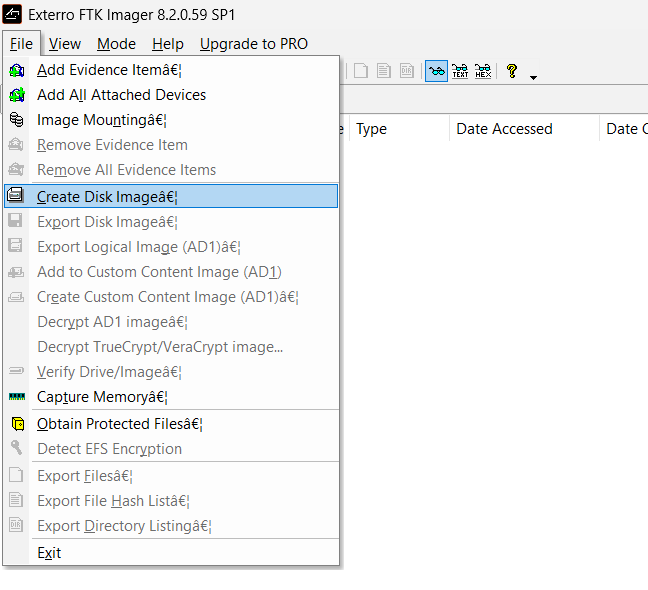 Exterro FTK Imager 8.2.0.59 SP1
File View Mode Help Upgrade to PRO
Add Evidence Itemâ€¦
Add All Attached Devices
Image Mountingâ€¦
Remove Evidence Item
Remove All Evidence Items
Create Disk Imageâ€¦
Export Disk Imageâ€¦
Export Logical Image (AD1)â€¦
Add to Custom Content Image (AD1)
Create Custom Content Image (AD1)â€¦
Decrypt AD1 imageâ€¦
Decrypt TrueCrypt/VeraCrypt image...
Verify Drive/Imageâ€¦
Capture Memoryâ€¦
Obtain Protected Filesâ€¦
Detect EFS Encryption
Export Filesâ€¦
Export File Hash Listâ€¦
Export Directory Listingâ€¦
Exit
DIR TEXT HEX ?
e Type Date Accessed Date C